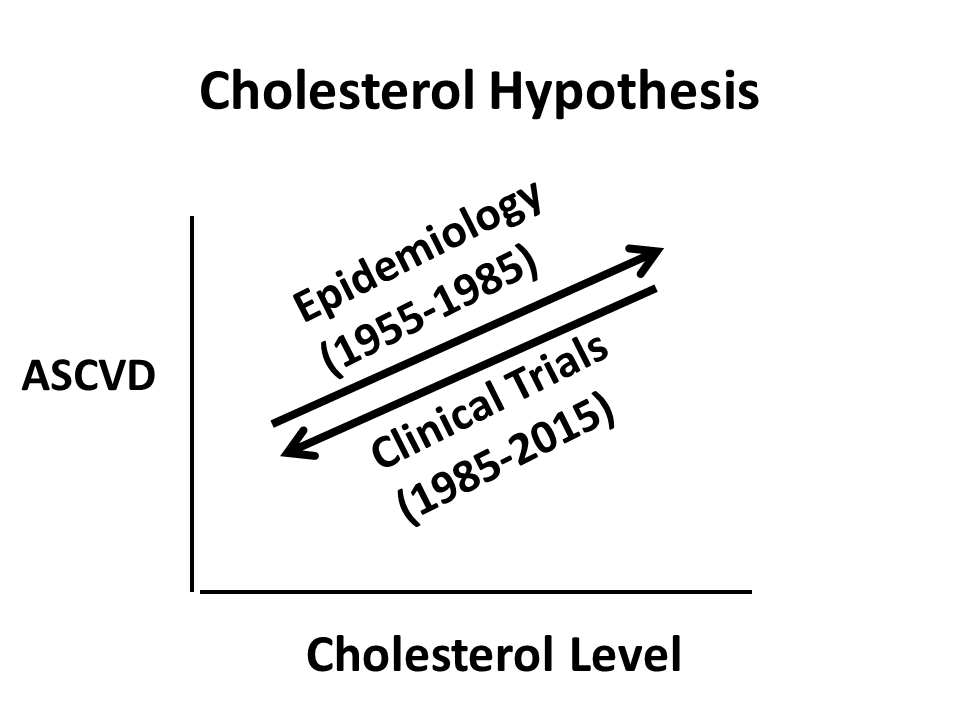 Cholesterol Hypothesis
Epidemiology
(1955-1985)
ASCVD
Clinical Trials
(1985-2015)
Cholesterol Level